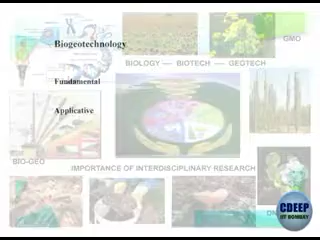 Biogeotechnology
GMO
BIOLOGY — BIOTECH — GEOTECH
Fundamental
Applicative
BIO-GEO
IMPORTANCE OF INTERDISCIPLINARY RESEARCH
CDEEP
IIT BOMBAY